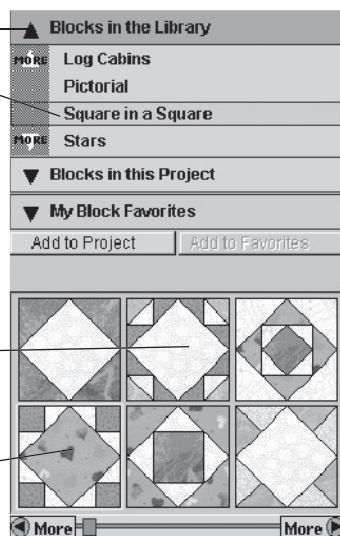 Blocks in the Library
MORE Log Cabins
Pictorial
Square in a Square
MORE Stars
Blocks in this Project
My Block Favorites
Add to Project Add to Favorites
More More